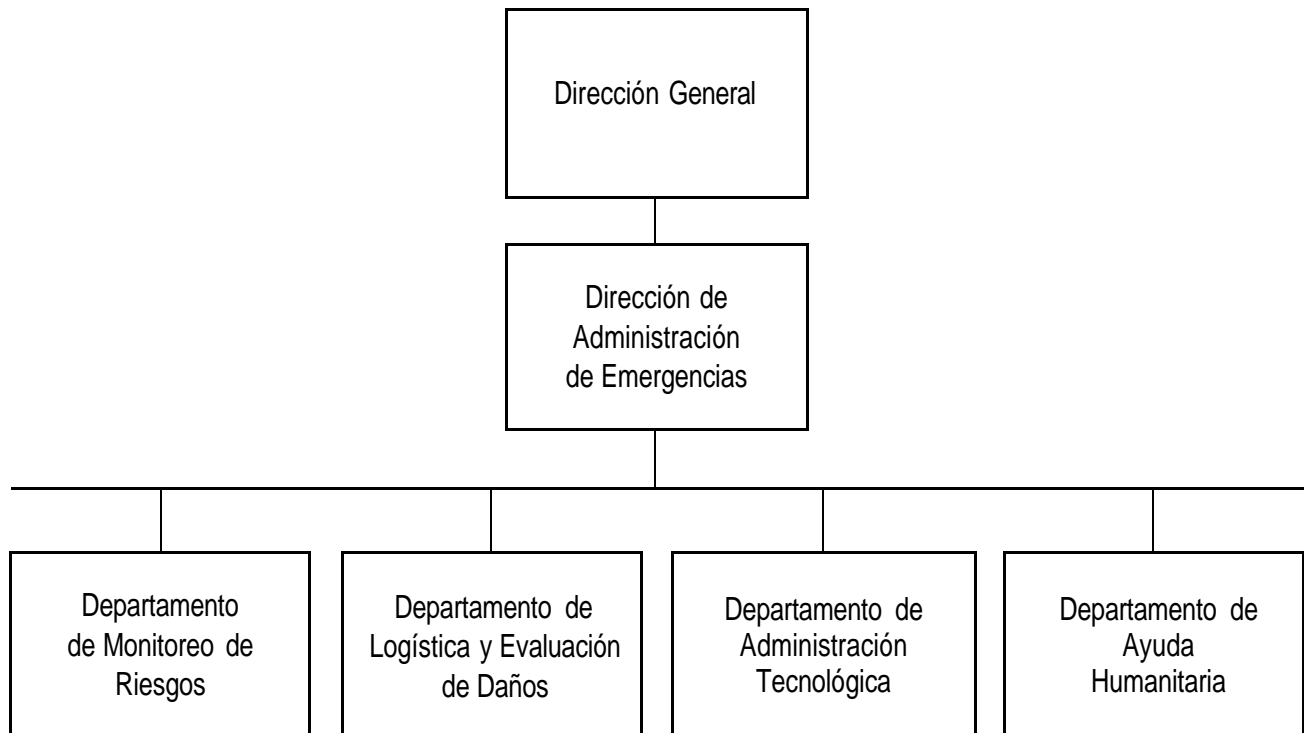 Dirección General
Dirección de
Administración
de Emergencias
Departamento
de Monitoreo de
Riesgos
Departamento de
Logística y Evaluación
de Daños
Departamento de
Administración
Tecnológica
Departamento de
Ayuda
Humanitaria